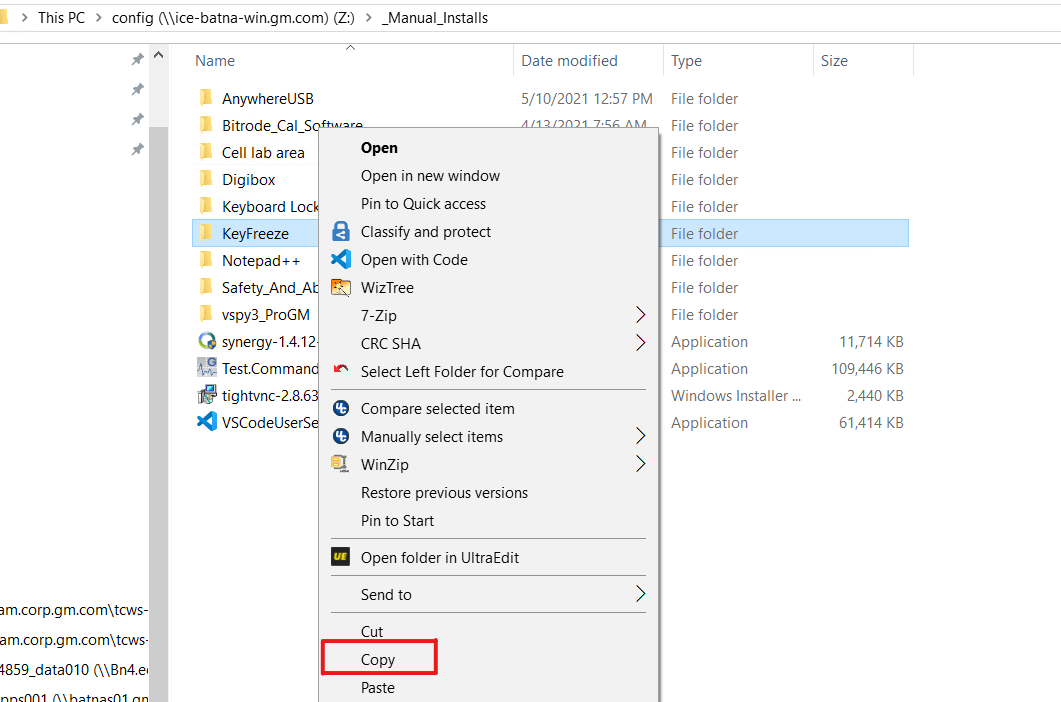 This PC > config (\\ice-batna-win.gm.com) (Z:) > _Manual_Installs
Name Date modified Type Size
AnywhereUSB 5/10/2021 12:57 PM File folder
Bitrode_Cal_Software 4/13/2021 7:56 AM File folder
Cell lab area File folder
Digibox File folder
Keyboard Lock File folder
KeyFreeze File folder
Notepad++ File folder
Safety_And_Ab File folder
vspy3_ProGM File folder
synergy-1.4.12- Application 11,714 KB
Test.Command Application 109,446 KB
tightvnc-2.8.63 Windows Installer ... 2,440 KB
VSCodeUserSe Application 61,414 KB
Open
Open in new window
Pin to Quick access
Classify and protect
Open with Code
WizTree
7-Zip
CRC SHA
Select Left Folder for Compare
Compare selected item
Manually select items
WinZip
Restore previous versions
Pin to Start
UE Open folder in UltraEdit
Send to
Cut
Copy
Paste
am.corp.gm.com\tcws-
am.corp.gm.com\tcws-
4859_data010 (\\Bn4.e
pps001 (\\batnas01.gm